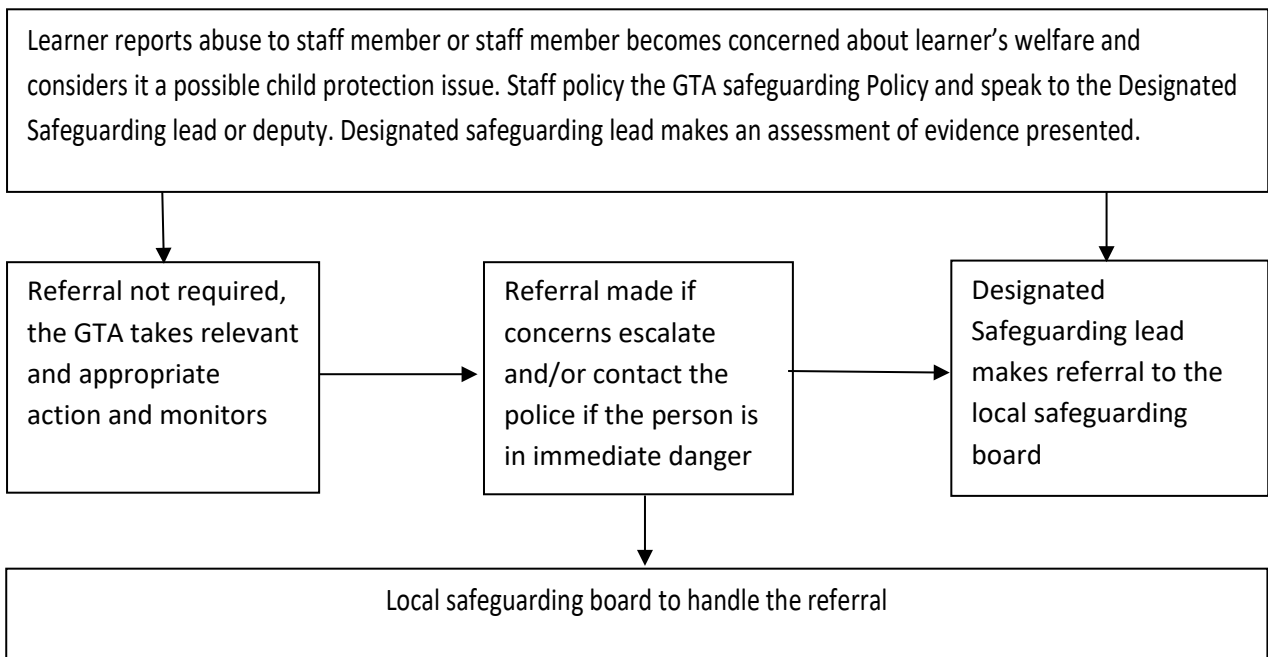 Learner reports abuse to staff member or staff member becomes concerned about learner’s welfare and
considers it a possible child protection issue. Staff policy the GTA safeguarding Policy and speak to the Designated
Safeguarding lead or deputy. Designated safeguarding lead makes an assessment of evidence presented.
Referral not required,
the GTA takes relevant
and appropriate
action and monitors
Referral made if
concerns escalate
and/or contact the
police if the person is
in immediate danger
Designated
Safeguarding lead
makes referral to the
local safeguarding
board
Local safeguarding board to handle the referral